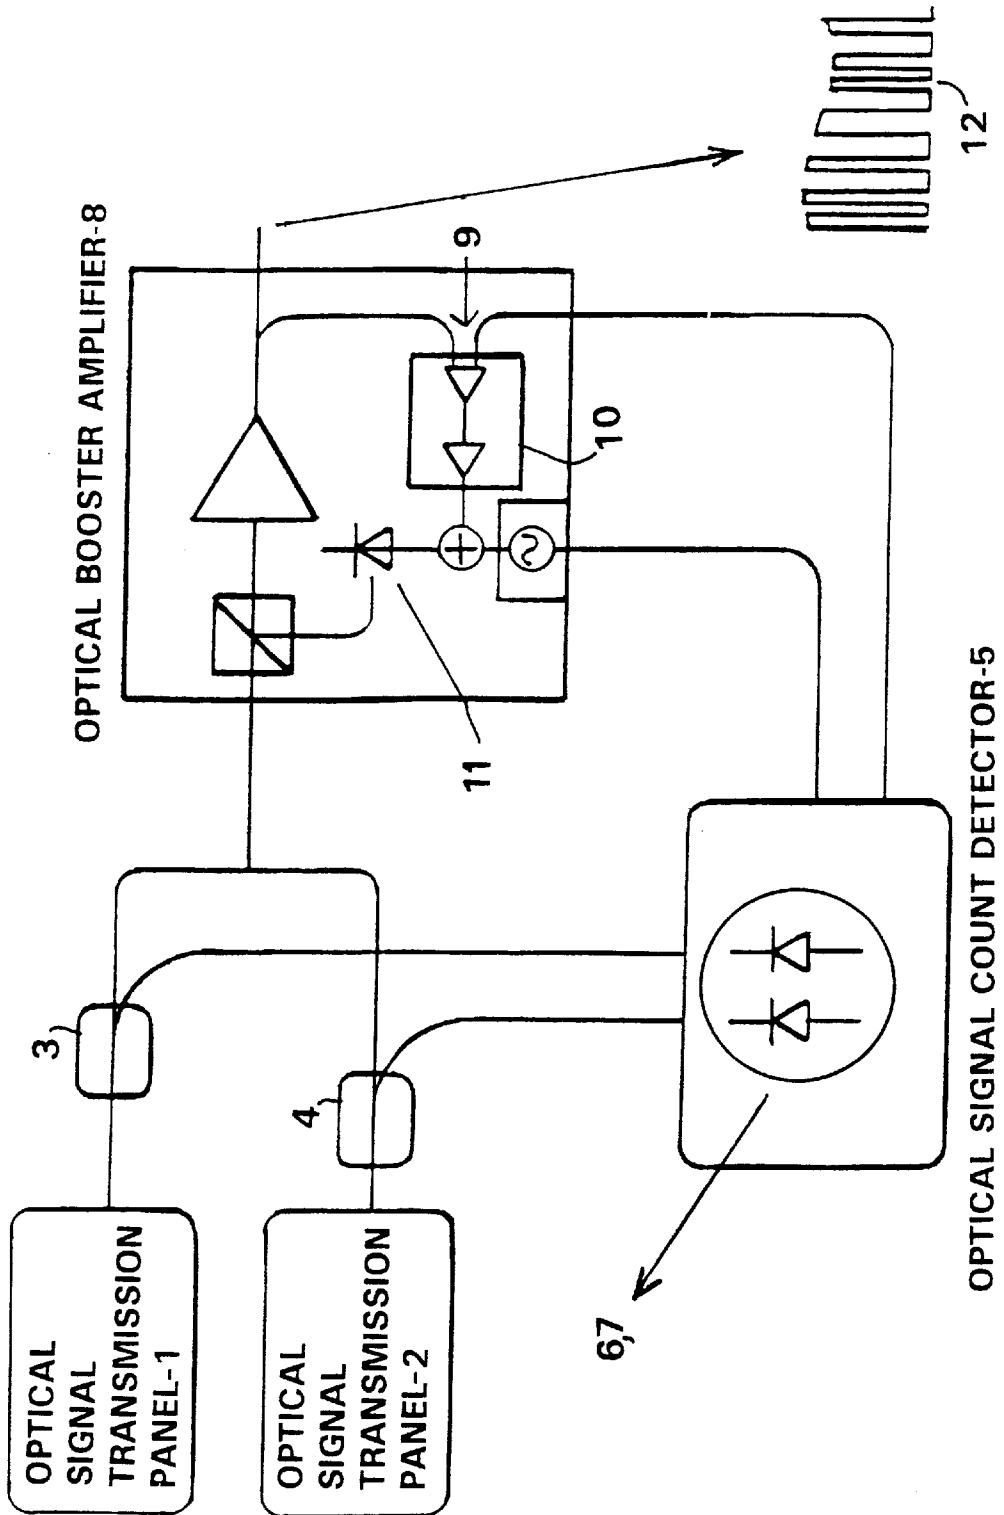 OPTICAL
SIGNAL
TRANSMISSION
PANEL-1
OPTICAL
SIGNAL
TRANSMISSION
PANEL-2
3
4
OPTICAL BOOSTER AMPLIFIER-8
9
10
11
12
6,7
OPTICAL SIGNAL COUNT DETECTOR-5